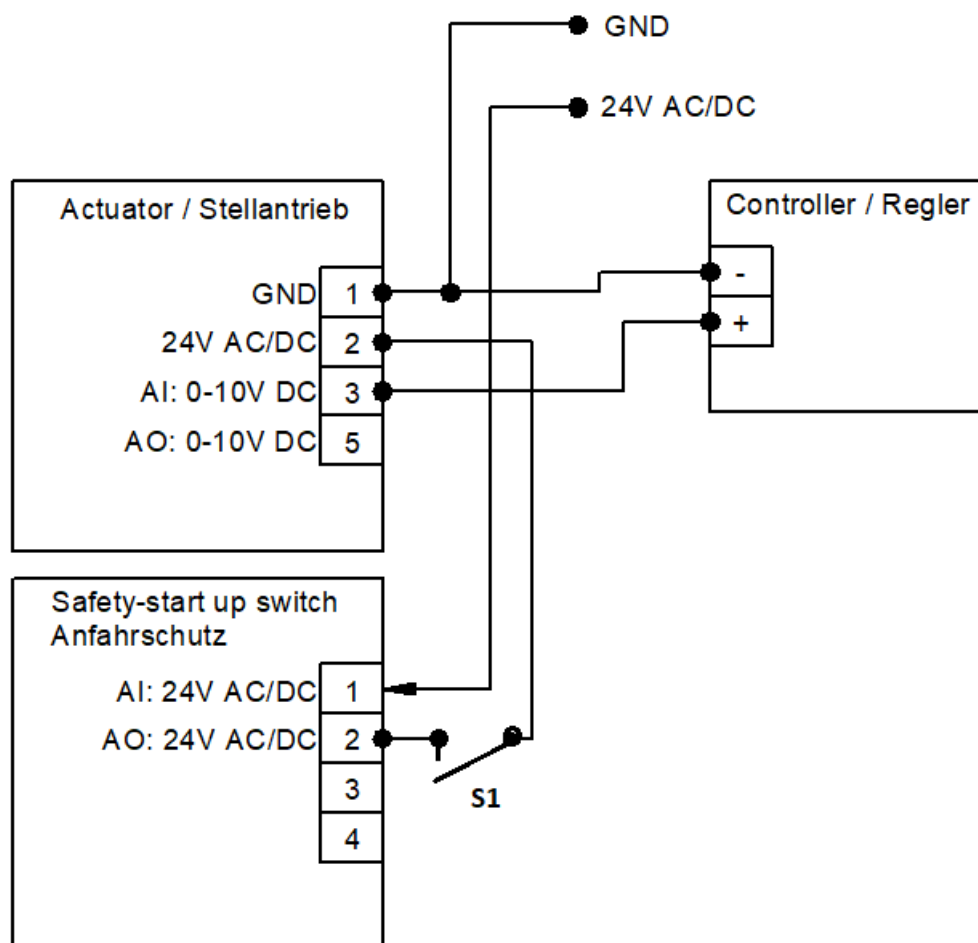 GND
24V AC/DC
Actuator / Stellantrieb
Controller / Regler
GND 1
24V AC/DC 2
AI: 0-10V DC 3
AO: 0-10V DC 5
-
+
Safety-start up switch
Anfahrschutz
AI: 24V AC/DC 1
AO: 24V AC/DC 2
3
4
S1